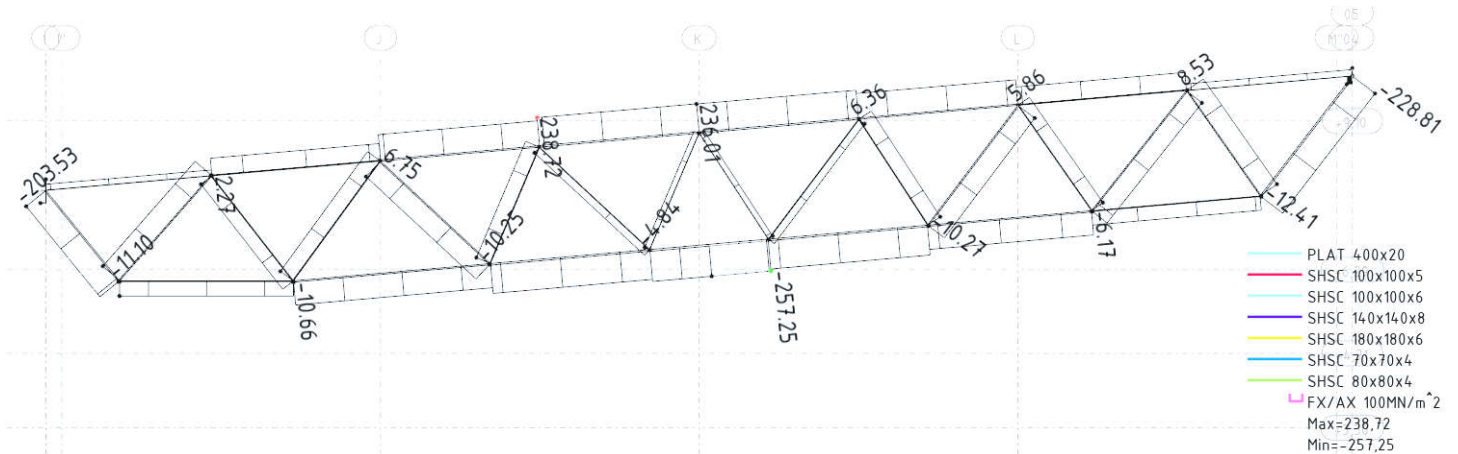 05
J
K
L
M'04
-203.53
2.27
6.75
238.72
236.01
6.36
5.86
8.53
-228.81
-11.10
-10.66
-10.25
-4.84
-257.25
-10.27
-6.17
-12.41
PLAT 400x20
SHSC 100x100x5
SHSC 100x100x6
SHSC 140x140x8
SHSC 180x180x6
SHSC 70x70x4
SHSC 80x80x4
FX/AX 100MN/m^2
Max=238,72
Min=-257,25